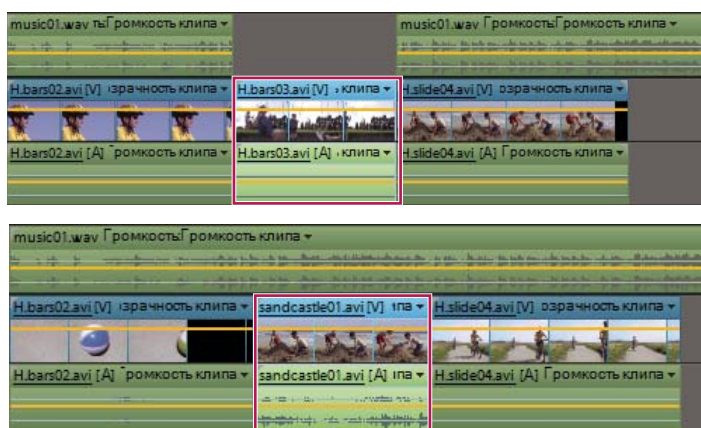 music01.wav ть:Громкость клипа
music01.wav Громкость:Громкость клипа
H.bars02.avi [V] зрачность клипа
H.bars03.avi [V] клипа
H.slide04.avi [V] озрачность клипа
H.bars02.avi [A] Громкость клипа
H.bars03.avi [A] клипа
H.slide04.avi [A] Громкость клипа
music01.wav Громкость:Громкость клипа
H.bars02.avi [V] зрачность клипа
sandcastle01.avi [V] ипа
H.slide04.avi [V] озрачность клипа
H.bars02.avi [A] Громкость клипа
sandcastle01.avi [A] ипа
H.slide04.avi [A] Громкость клипа